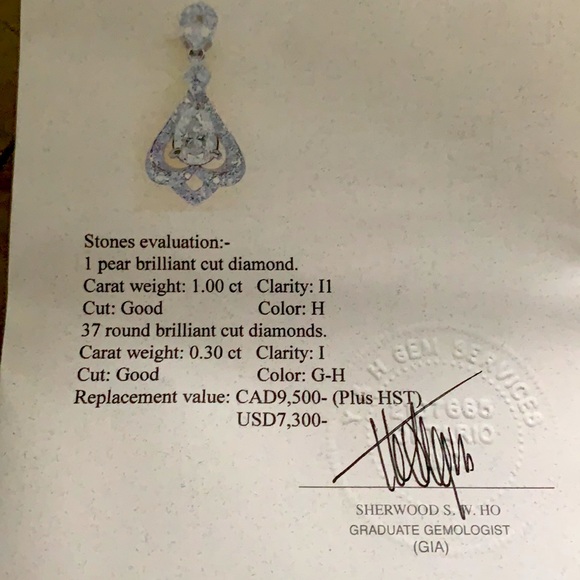 Stones evaluation:-
1 pear brilliant cut diamond.
Carat weight: 1.00 ct Clarity: I1
Cut: Good Color: H
37 round brilliant cut diamonds.
Carat weight: 0.30 ct Clarity: I
Cut: Good Color: G-H
Replacement value: CAD9,500- (Plus HST)
USD7,300-
H GEM SERVICES
SHERWOOD S. W. HO
GRADUATE GEMOLOGIST
(GIA)